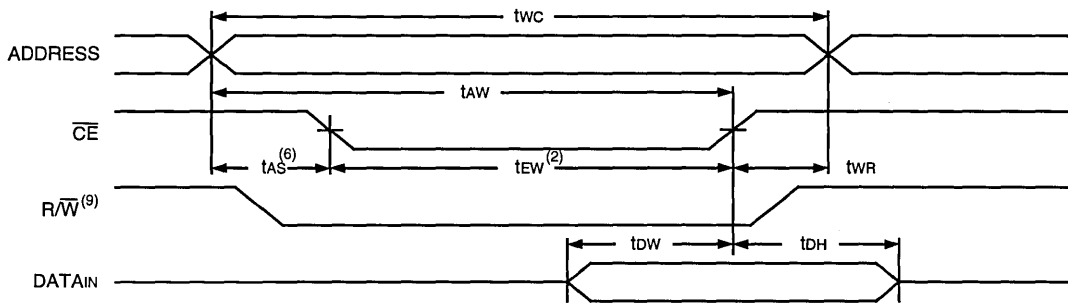 tWC
ADDRESS
tAW
CE
tAS(6) tEW(2) tWR
R/W(9)
tDW tDH
DATAIN